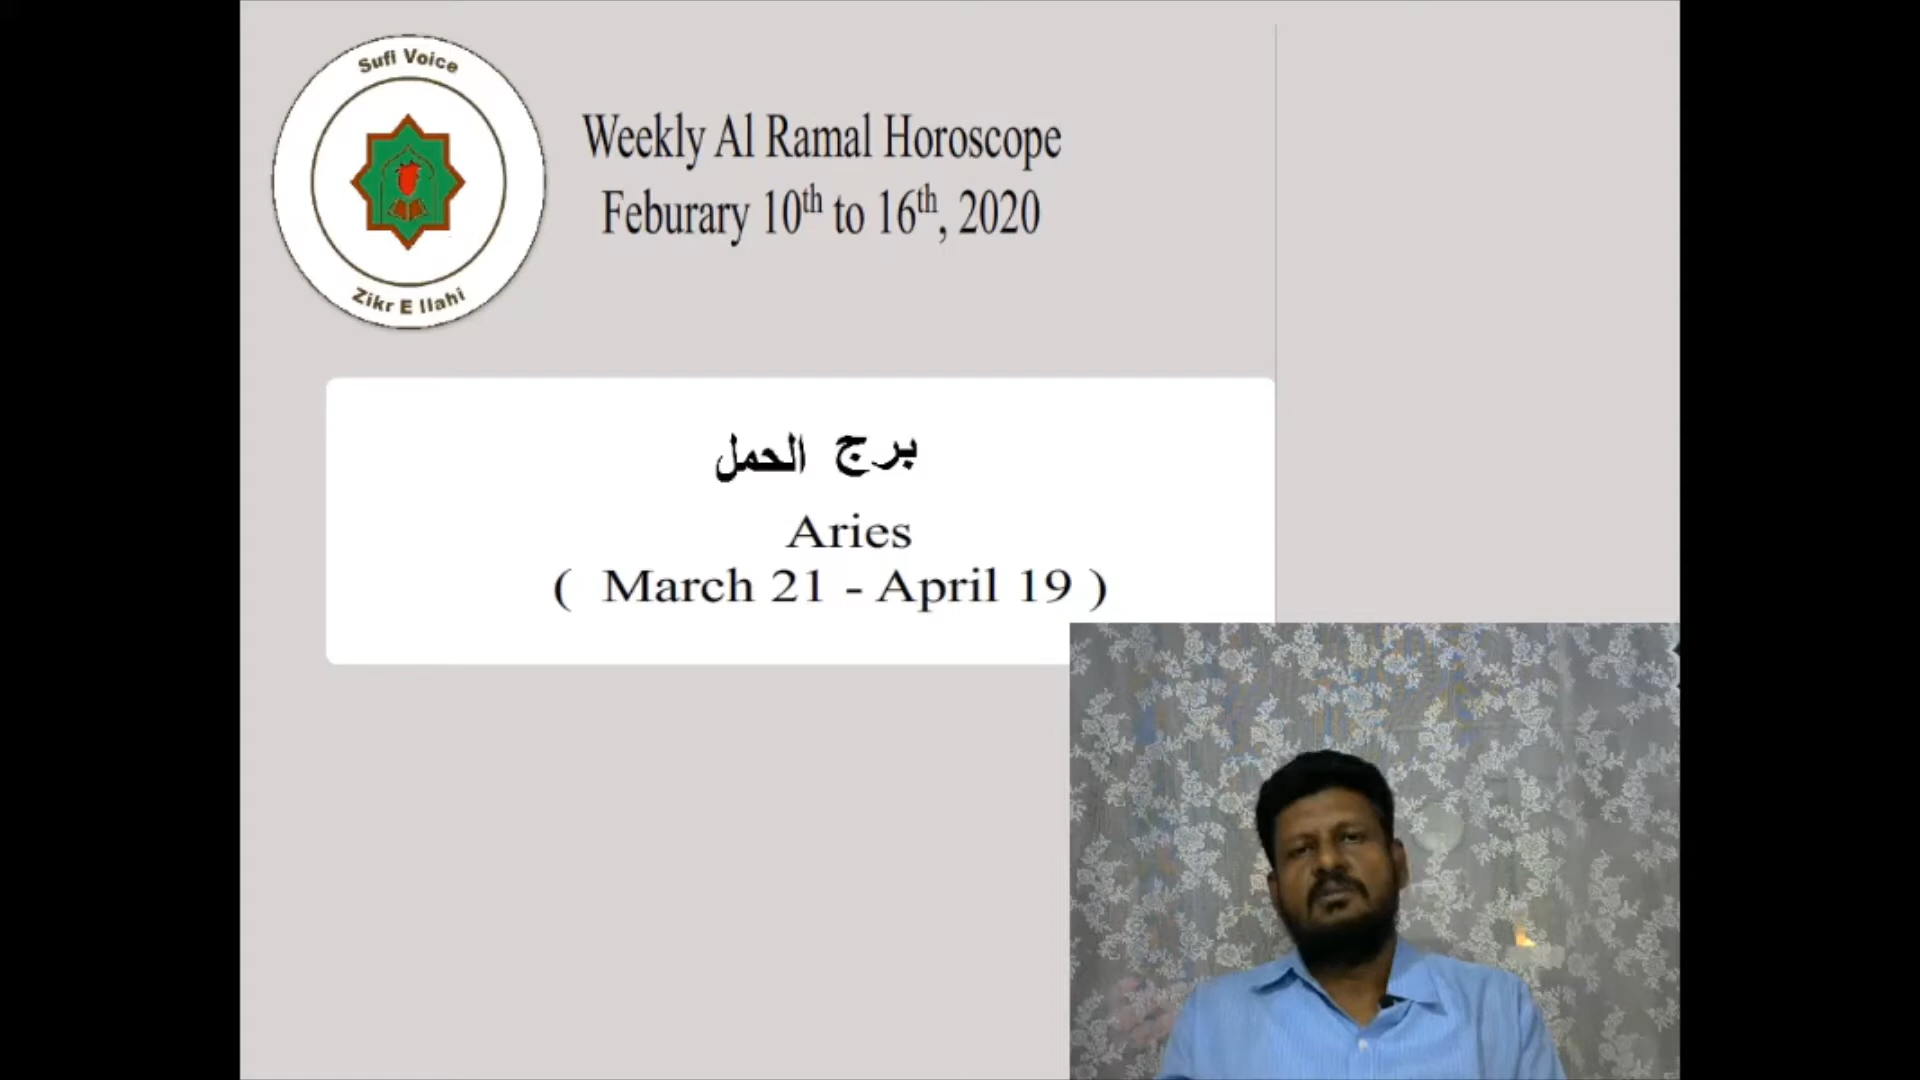 Sufi Voice
Zikr E Ilahi
Weekly Al Ramal Horoscope
Feburary 10th to 16th, 2020
برج الحمل
Aries
( March 21 - April 19 )